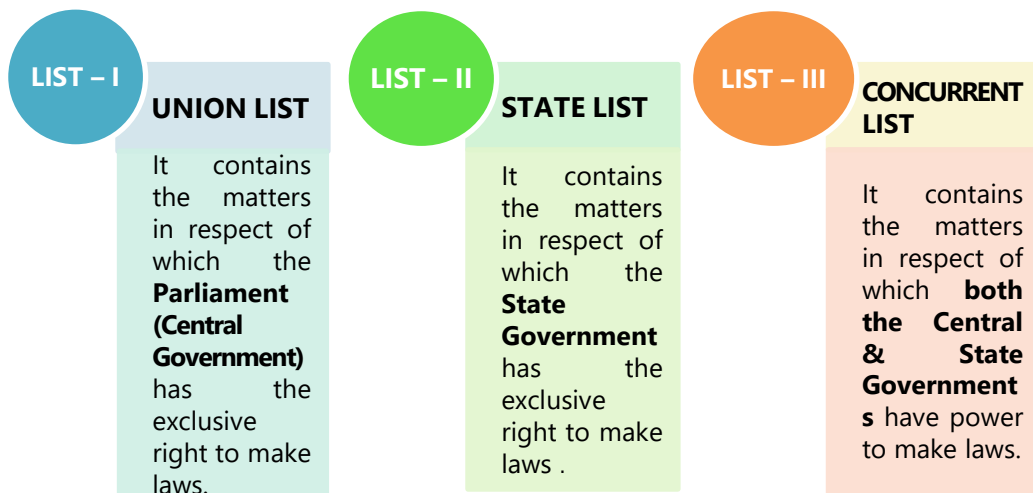 LIST – I
UNION LIST
It contains
the matters
in respect of
which the
Parliament
(Central
Government)
has the
exclusive
right to make
laws.
LIST – II
STATE LIST
It contains
the matters
in respect of
which the
State
Government
has the
exclusive
right to make
laws .
LIST – III
CONCURRENT
LIST
It contains
the matters
in respect of
which both
the Central
& State
Government
s have power
to make laws.